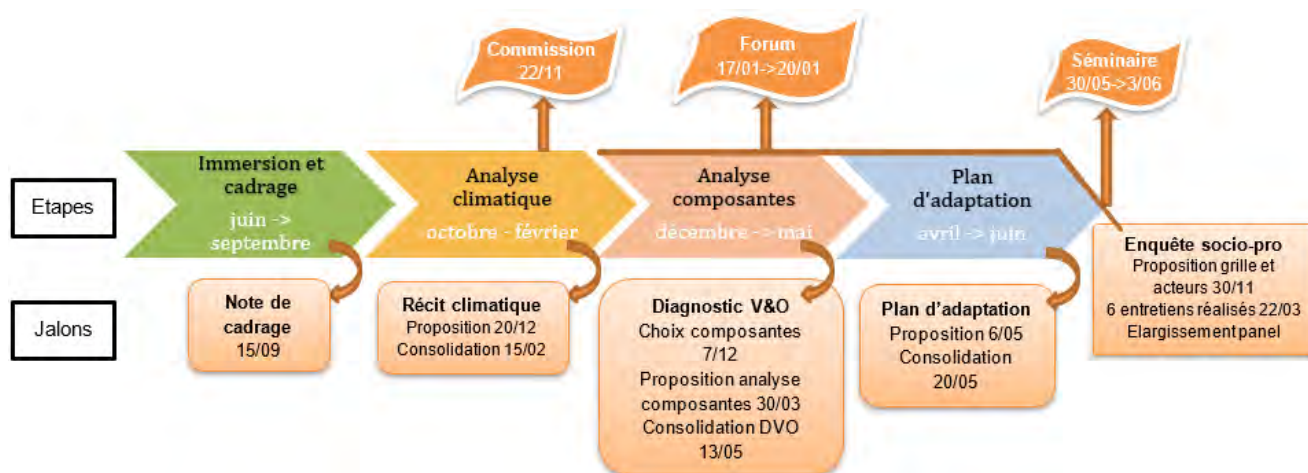 Commission
22/11
Forum
17/01->20/01
Séminaire
30/05->3/06
Etapes
Immersion et
cadrage
juin ->
septembre
Analyse
climatique
octobre - février
Analyse
composantes
décembre -> mai
Plan
d'adaptation
avril -> juin
Jalons
Note de
cadrage
15/09
Récit climatique
Proposition 20/12
Consolidation 15/02
Diagnostic V&O
Choix composantes
7/12
Proposition analyse
composantes 30/03
Consolidation DVO
13/05
Plan d’adaptation
Proposition 6/05
Consolidation
20/05
Enquête socio-pro
Proposition grille et
acteurs 30/11
6 entretiens réalisés 22/03
Elargissement panel